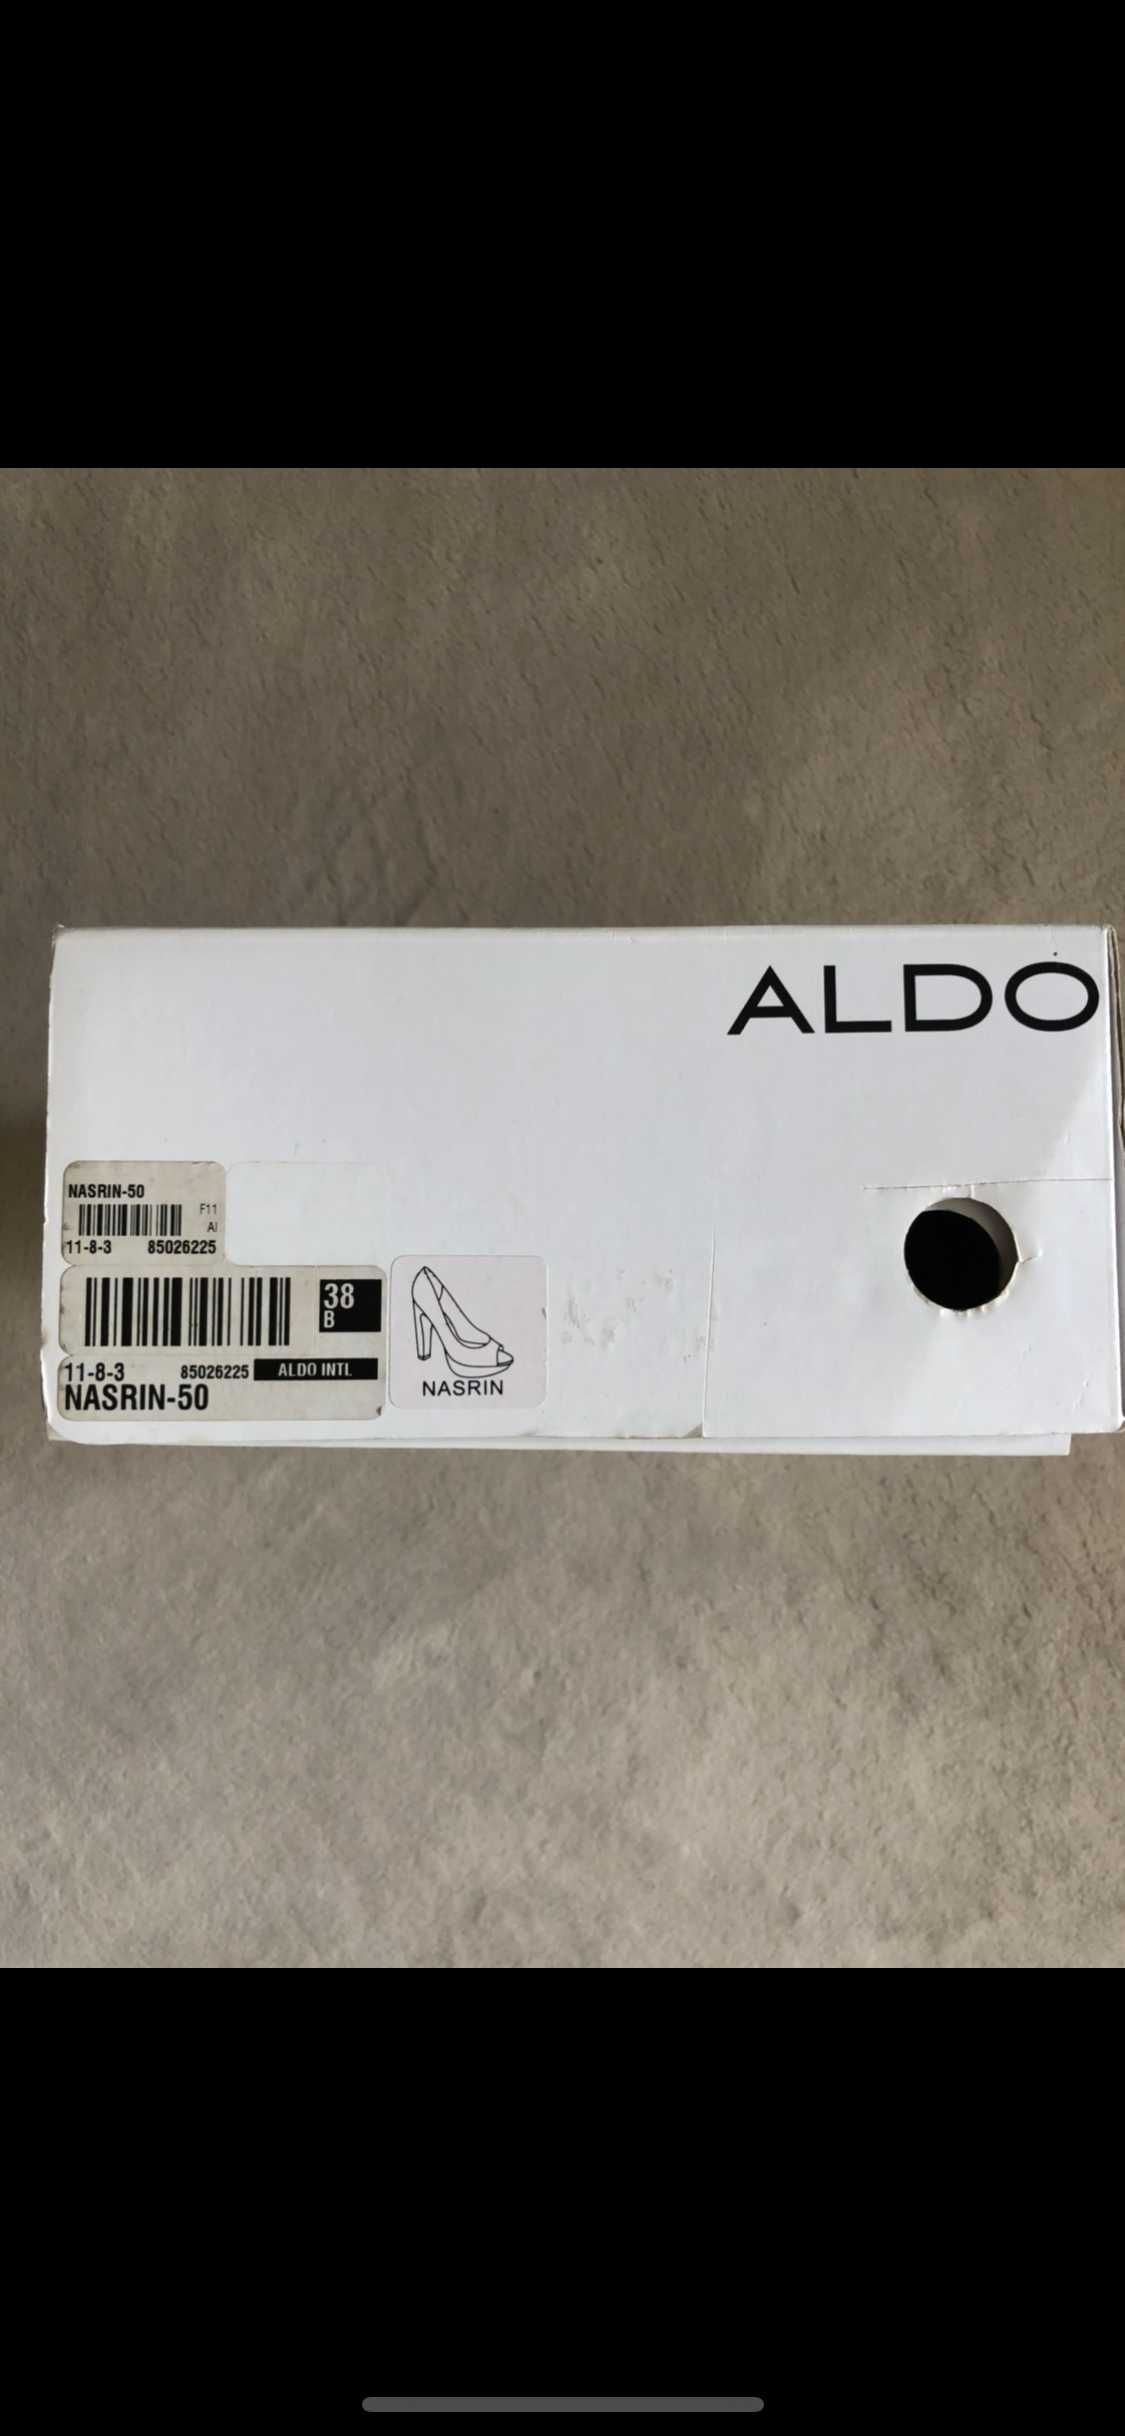 ALDO
NASRIN-50
F11
AI
11-8-3 85026225
38
B
11-8-3 85026225 ALDO INTL
NASRIN-50
NASRIN